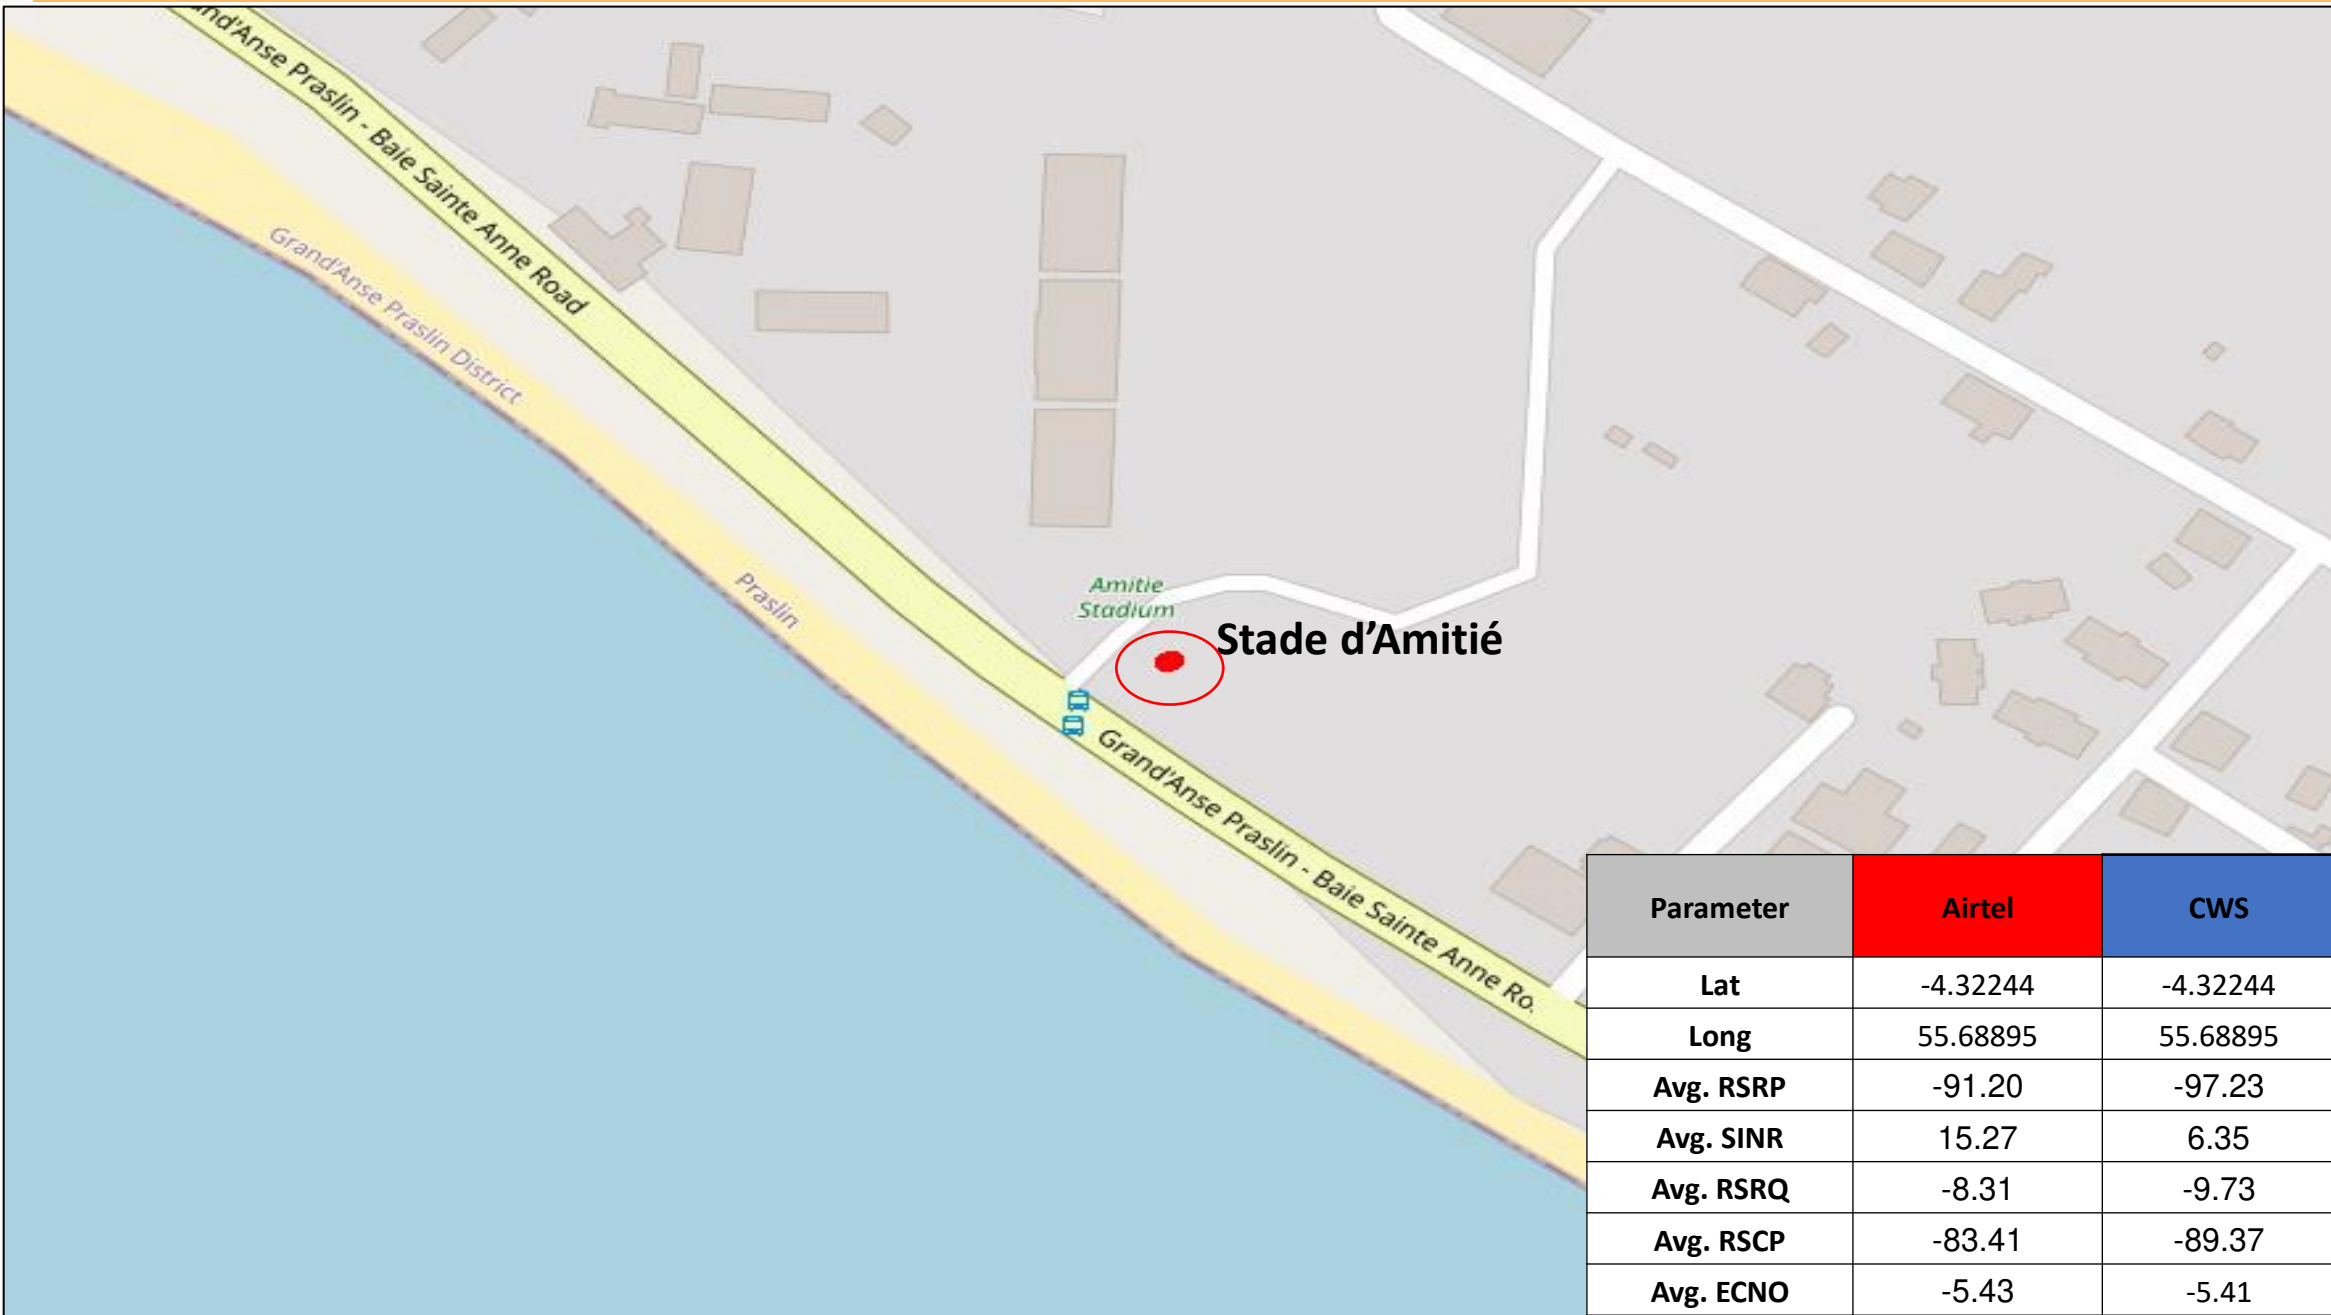 and'Anse Praslin - Baie Sainte Anne Road
Grand'Anse Praslin District
Praslin
Amitie
Stadium
Stade d’Amitié
Grand'Anse Praslin - Baie Sainte Anne Ro.
Parameter Airtel CWS
Lat -4.32244 -4.32244
Long 55.68895 55.68895
Avg. RSRP -91.20 -97.23
Avg. SINR 15.27 6.35
Avg. RSRQ -8.31 -9.73
Avg. RSCP -83.41 -89.37
Avg. ECNO -5.43 -5.41